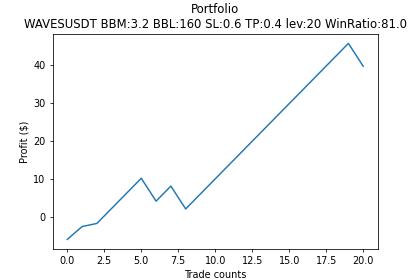 Portfolio
WAVESUSDT BBM:3.2 BBL:160 SL:0.6 TP:0.4 lev:20 WinRatio:81.0
Profit ($)
40
30
20
10
0
0.0 2.5 5.0 7.5 10.0 12.5 15.0 17.5 20.0
Trade counts